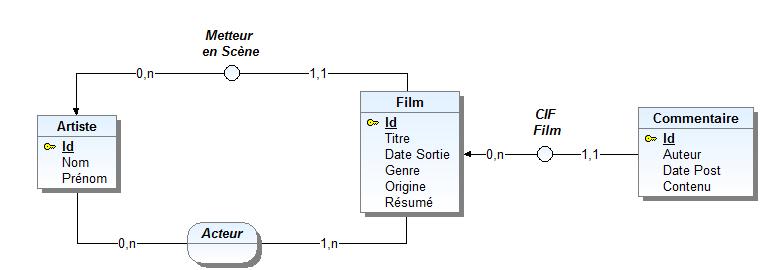 Metteur
en Scène
0,n
1,1
Artiste
Id
Nom
Prénom
Film
Id
Titre
Date Sortie
Genre
Origine
Résumé
CIF
Film
0,n
1,1
Commentaire
Id
Auteur
Date Post
Contenu
0,n
Acteur
1,n